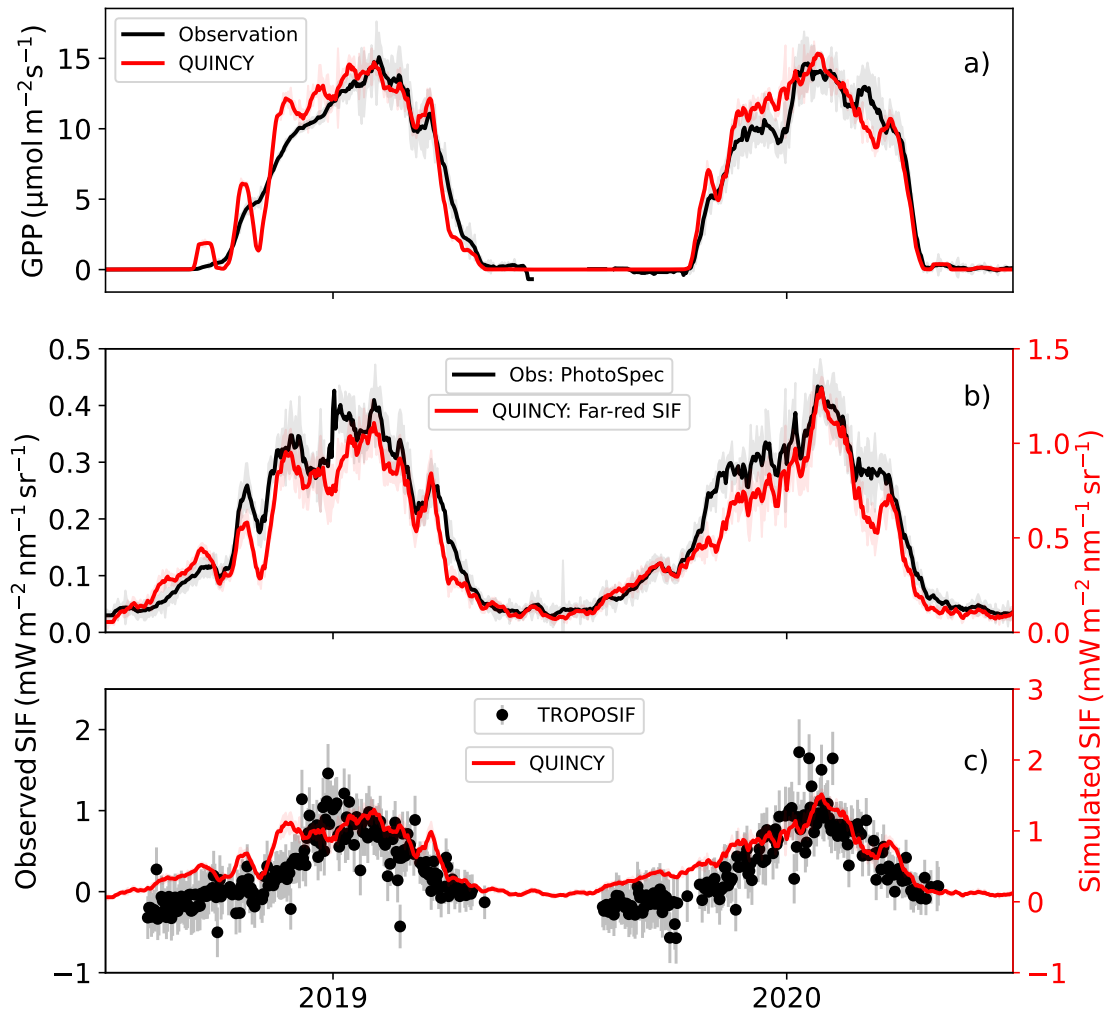 GPP (μmol m⁻²s⁻¹)
15
10
5
0
Observation
QUINCY
a)
Observed SIF (mW m⁻² nm⁻¹ sr⁻¹)
0.5
0.4
0.3
0.2
0.1
0.0
Obs: PhotoSpec
QUINCY: Far-red SIF
b)
1.5
1.0
0.5
0.0
Simulated SIF (mW m⁻² nm⁻¹ sr⁻¹)
2
1
0
−1
TROPOSIF
QUINCY
c)
3
2
1
0
−1
2019
2020